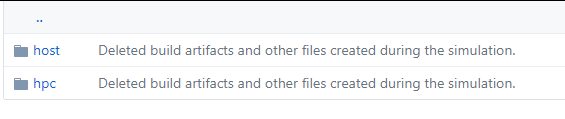 ..
host Deleted build artifacts and other files created during the simulation.
hpc Deleted build artifacts and other files created during the simulation.